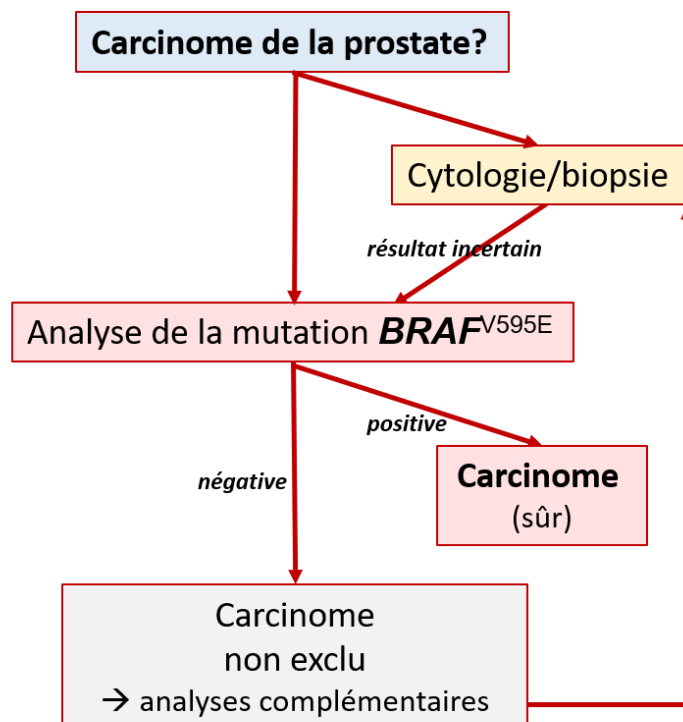 Carcinome de la prostate?
Cytologie/biopsie
résultat incertain
Analyse de la mutation BRAFV595E
positive
négative
Carcinome
(sûr)
Carcinome
non exclu
→ analyses complémentaires